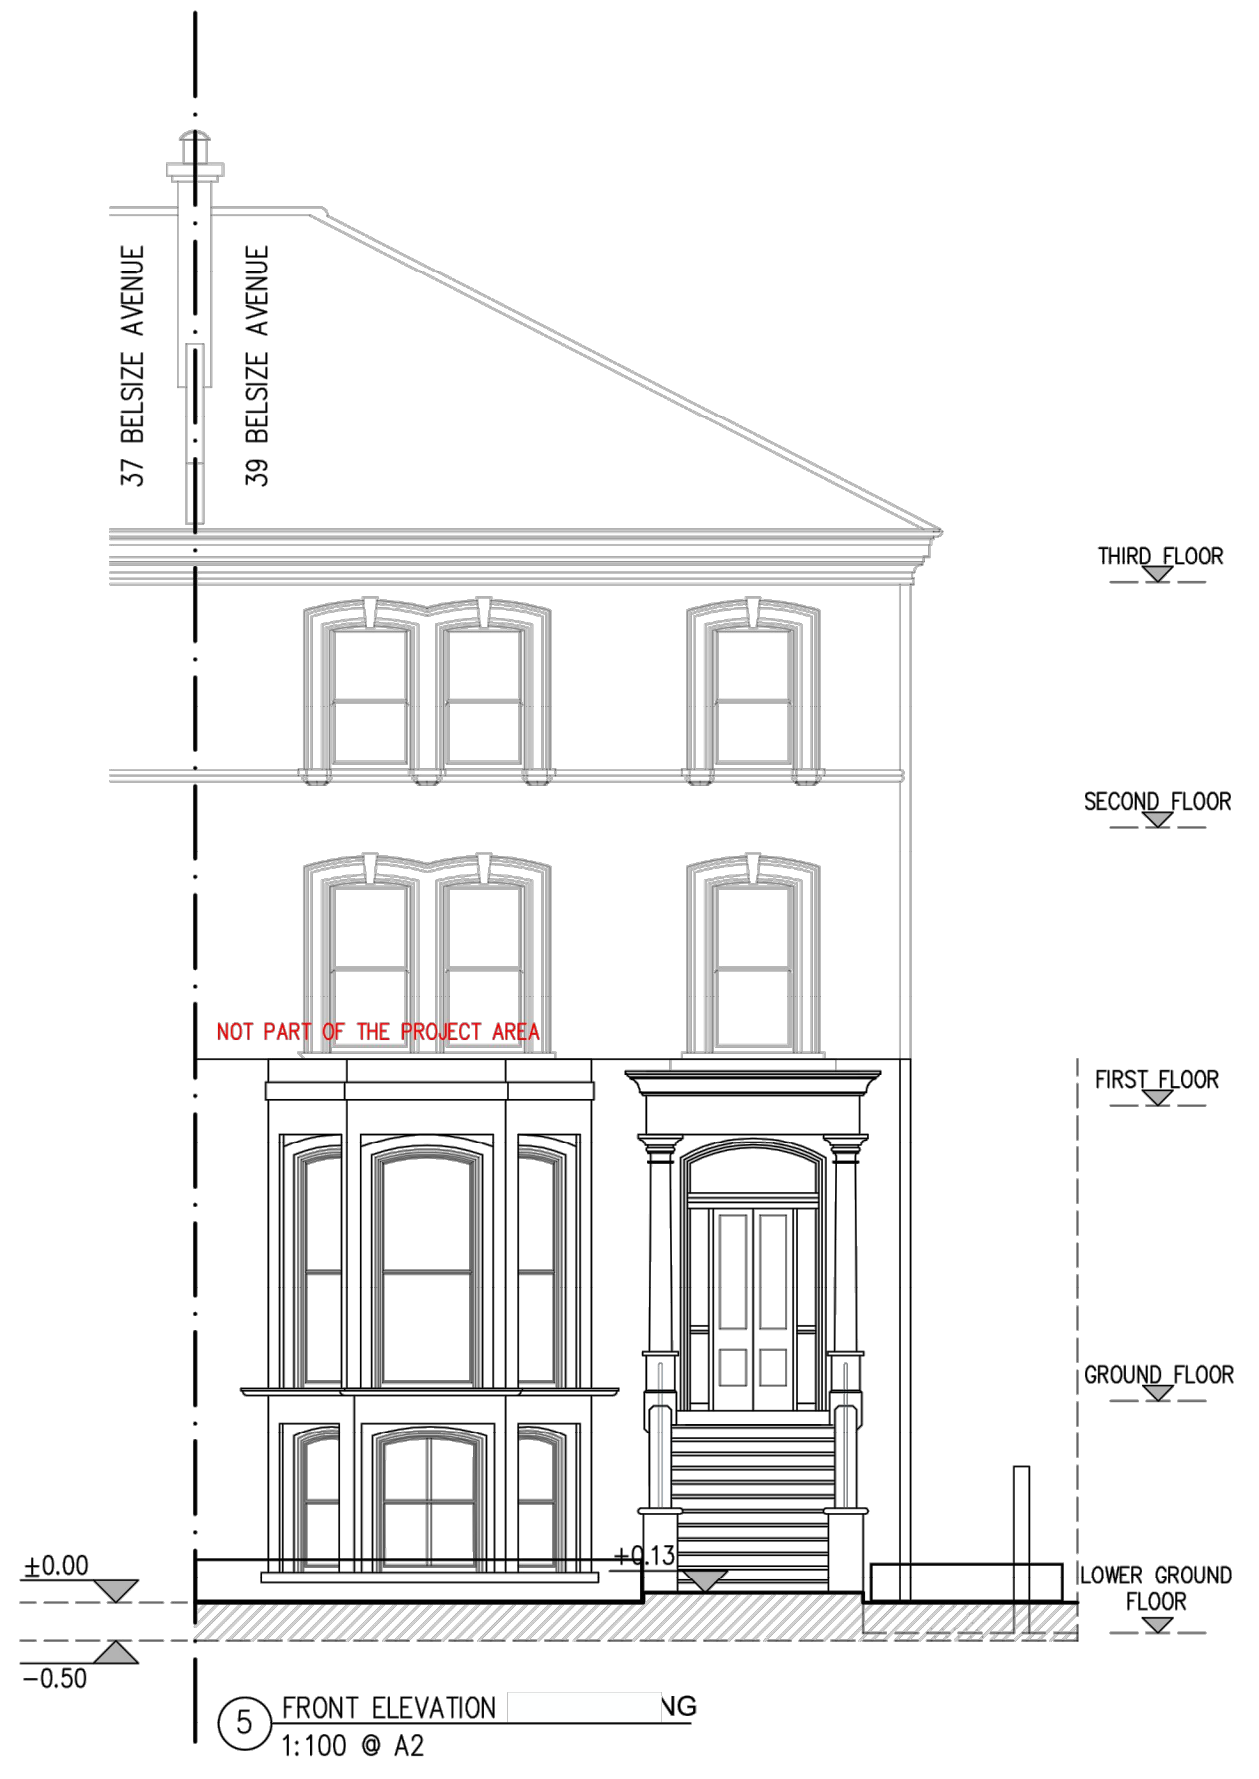 37 BELSIZE AVENUE
39 BELSIZE AVENUE
THIRD FLOOR
SECOND FLOOR
NOT PART OF THE PROJECT AREA
FIRST FLOOR
GROUND FLOOR
+0.13
±0.00
LOWER GROUND
FLOOR
-0.50
5
FRONT ELEVATION
1:100 @ A2